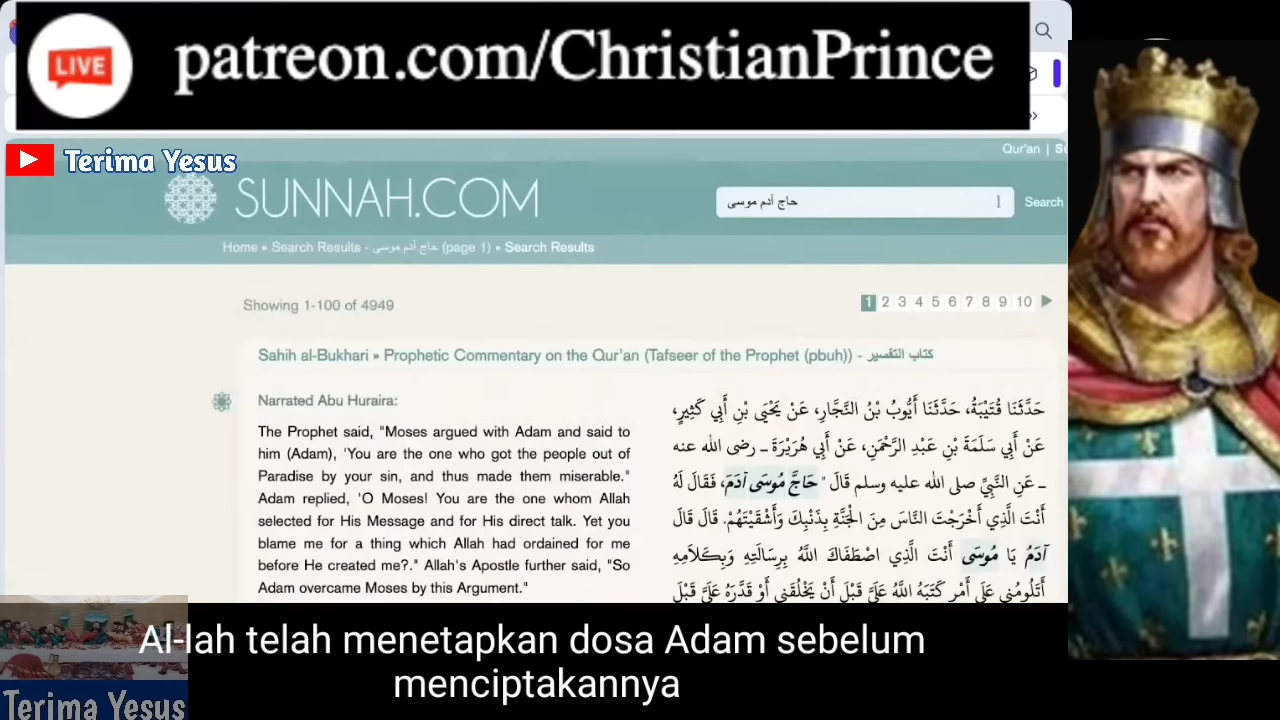 LIVE
patreon.com/ChristianPrince
Terima Yesus
Qur'an | Su
SUNNAH.COM
حاج آدم موسى
Search
Home » Search Results - حاج آدم موسى (page 1) » Search Results
Showing 1-100 of 4949
1 2 3 4 5 6 7 8 9 10
Sahih al-Bukhari » Prophetic Commentary on the Qur'an (Tafseer of the Prophet (pbuh)) - كتاب التفسير
Narrated Abu Huraira:
The Prophet said, "Moses argued with Adam and said to
him (Adam), 'You are the one who got the people out of
Paradise by your sin, and thus made them miserable."
Adam replied, 'O Moses! You are the one whom Allah
selected for His Message and for His direct talk. Yet you
blame me for a thing which Allah had ordained for me
before He created me?." Allah's Apostle further said, "So
Adam overcame Moses by this Argument."
حَدَّثَنَا قُتَيْبَةُ، حَدَّثَنَا أَيُّوبُ بْنُ النَّجَّارِ، عَنْ يَحْيَى بْنِ أَبِي كَثِيرٍ،
عَنْ أَبِي سَلَمَةَ بْنِ عَبْدِ الرَّحْمَنِ، عَنْ أَبِي هُرَيْرَةَ ـ رضى الله عنه
ـ عَنِ النَّبِيِّ صلى الله عليه وسلم قَالَ " حَاجَّ مُوسَى آدَمَ، فَقَالَ لَهُ
أَنْتَ الَّذِي أَخْرَجْتَ النَّاسَ مِنَ الْجَنَّةِ بِذَنْبِكَ وَأَشْقَيْتَهُمْ. قَالَ قَالَ
آدَمُ يَا مُوسَى أَنْتَ الَّذِي اصْطَفَاكَ اللَّهُ بِرِسَالَتِهِ وَبِكَلاَمِهِ
أَتَلُومُنِي عَلَى أَمْرٍ كَتَبَهُ اللَّهُ عَلَىَّ قَبْلَ أَنْ يَخْلُقَنِي أَوْ قَدَّرَهُ عَلَىَّ قَبْلَ
Al-lah telah menetapkan dosa Adam sebelum
menciptakannya
Terima Yesus